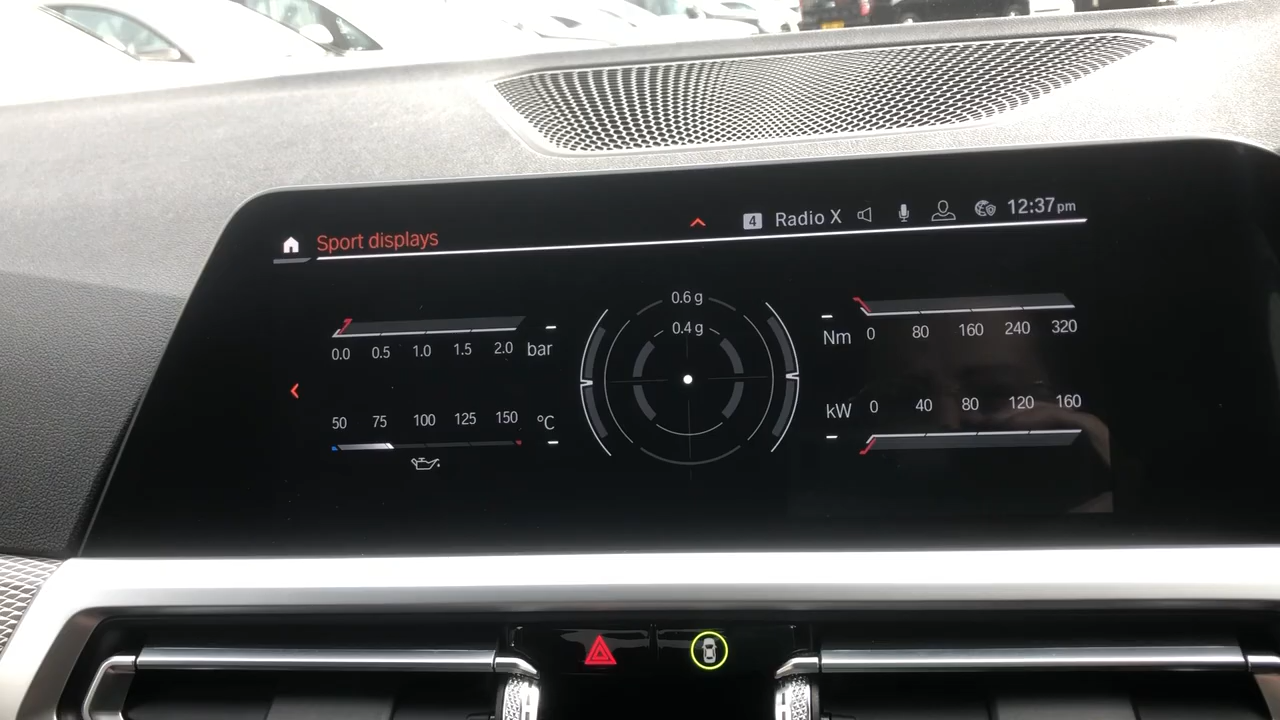 Sport displays
4 Radio X 12:37 pm
0.6 g
0.4 g
0.0 0.5 1.0 1.5 2.0 bar
Nm 0 80 160 240 320
50 75 100 125 150 °C
kW 0 40 80 120 160